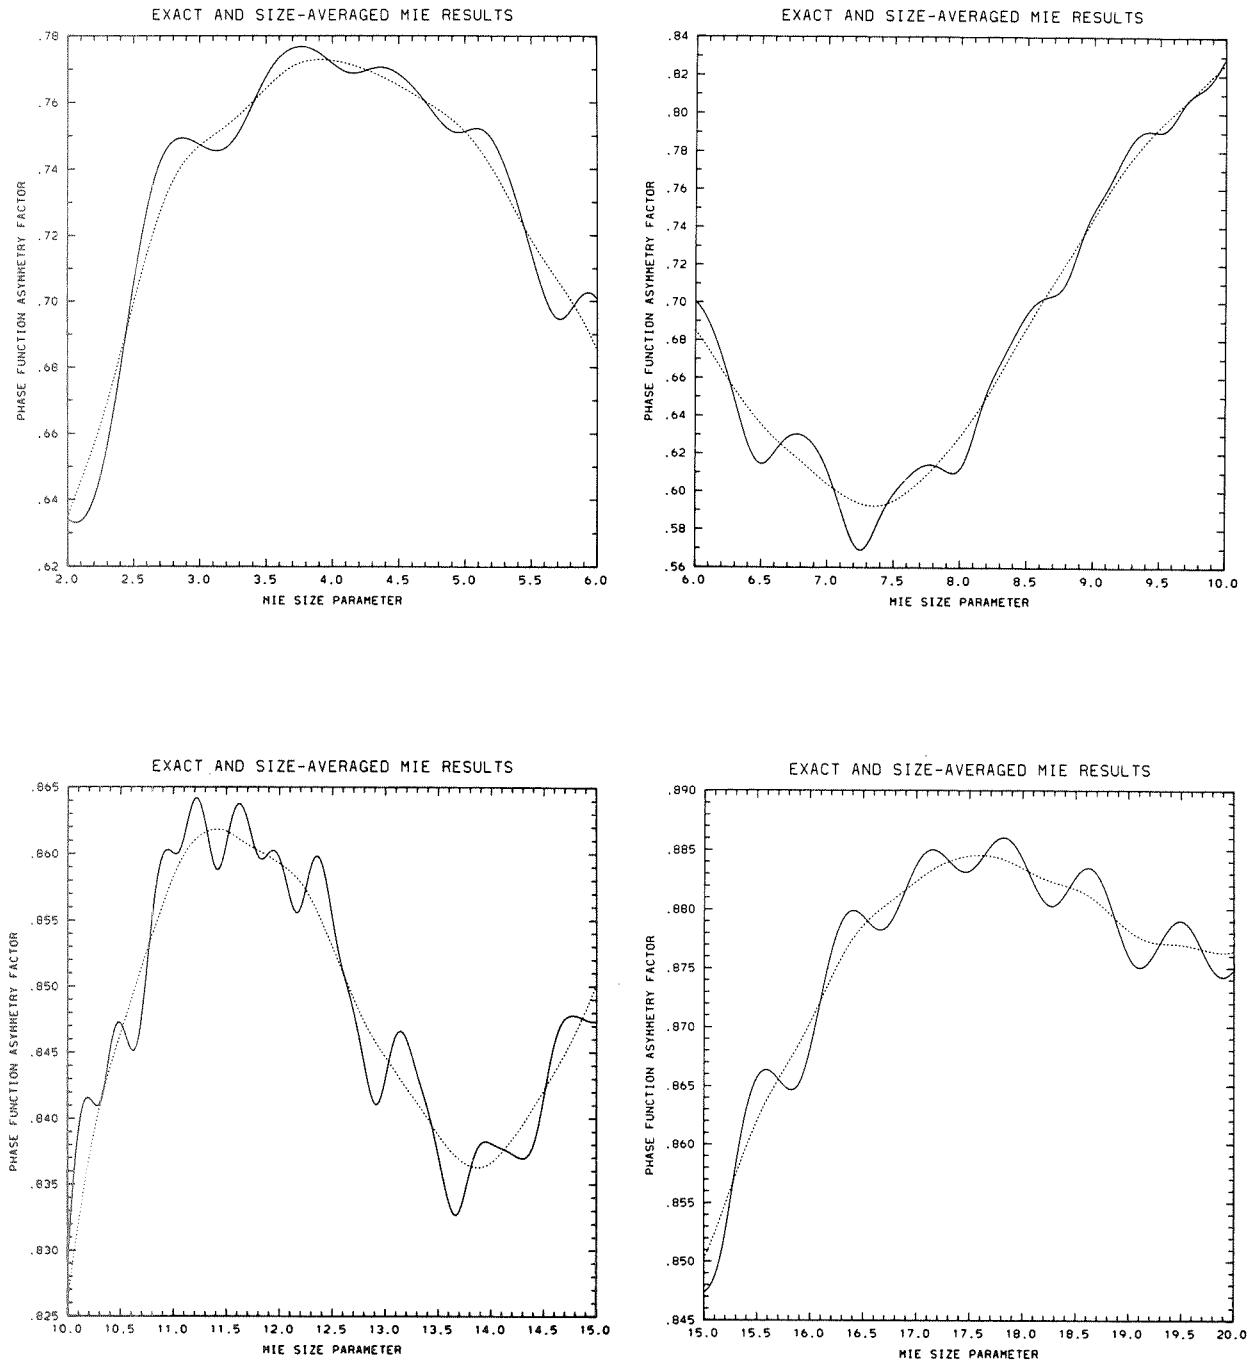 EXACT AND SIZE-AVERAGED MIE RESULTS
PHASE FUNCTION ASYMMETRY FACTOR
.78
.76
.74
.72
.70
.68
.66
.64
.62
2.0 2.5 3.0 3.5 4.0 4.5 5.0 5.5 6.0
MIE SIZE PARAMETER
EXACT AND SIZE-AVERAGED MIE RESULTS
PHASE FUNCTION ASYMMETRY FACTOR
.84
.82
.80
.78
.76
.74
.72
.70
.68
.66
.64
.62
.60
.58
.56
6.0 6.5 7.0 7.5 8.0 8.5 9.0 9.5 10.0
MIE SIZE PARAMETER
EXACT AND SIZE-AVERAGED MIE RESULTS
PHASE FUNCTION ASYMMETRY FACTOR
.865
.860
.855
.850
.845
.840
.835
.830
.825
10.0 10.5 11.0 11.5 12.0 12.5 13.0 13.5 14.0 14.5 15.0
MIE SIZE PARAMETER
EXACT AND SIZE-AVERAGED MIE RESULTS
PHASE FUNCTION ASYMMETRY FACTOR
.890
.885
.880
.875
.870
.865
.860
.855
.850
.845
15.0 15.5 16.0 16.5 17.0 17.5 18.0 18.5 19.0 19.5 20.0
MIE SIZE PARAMETER